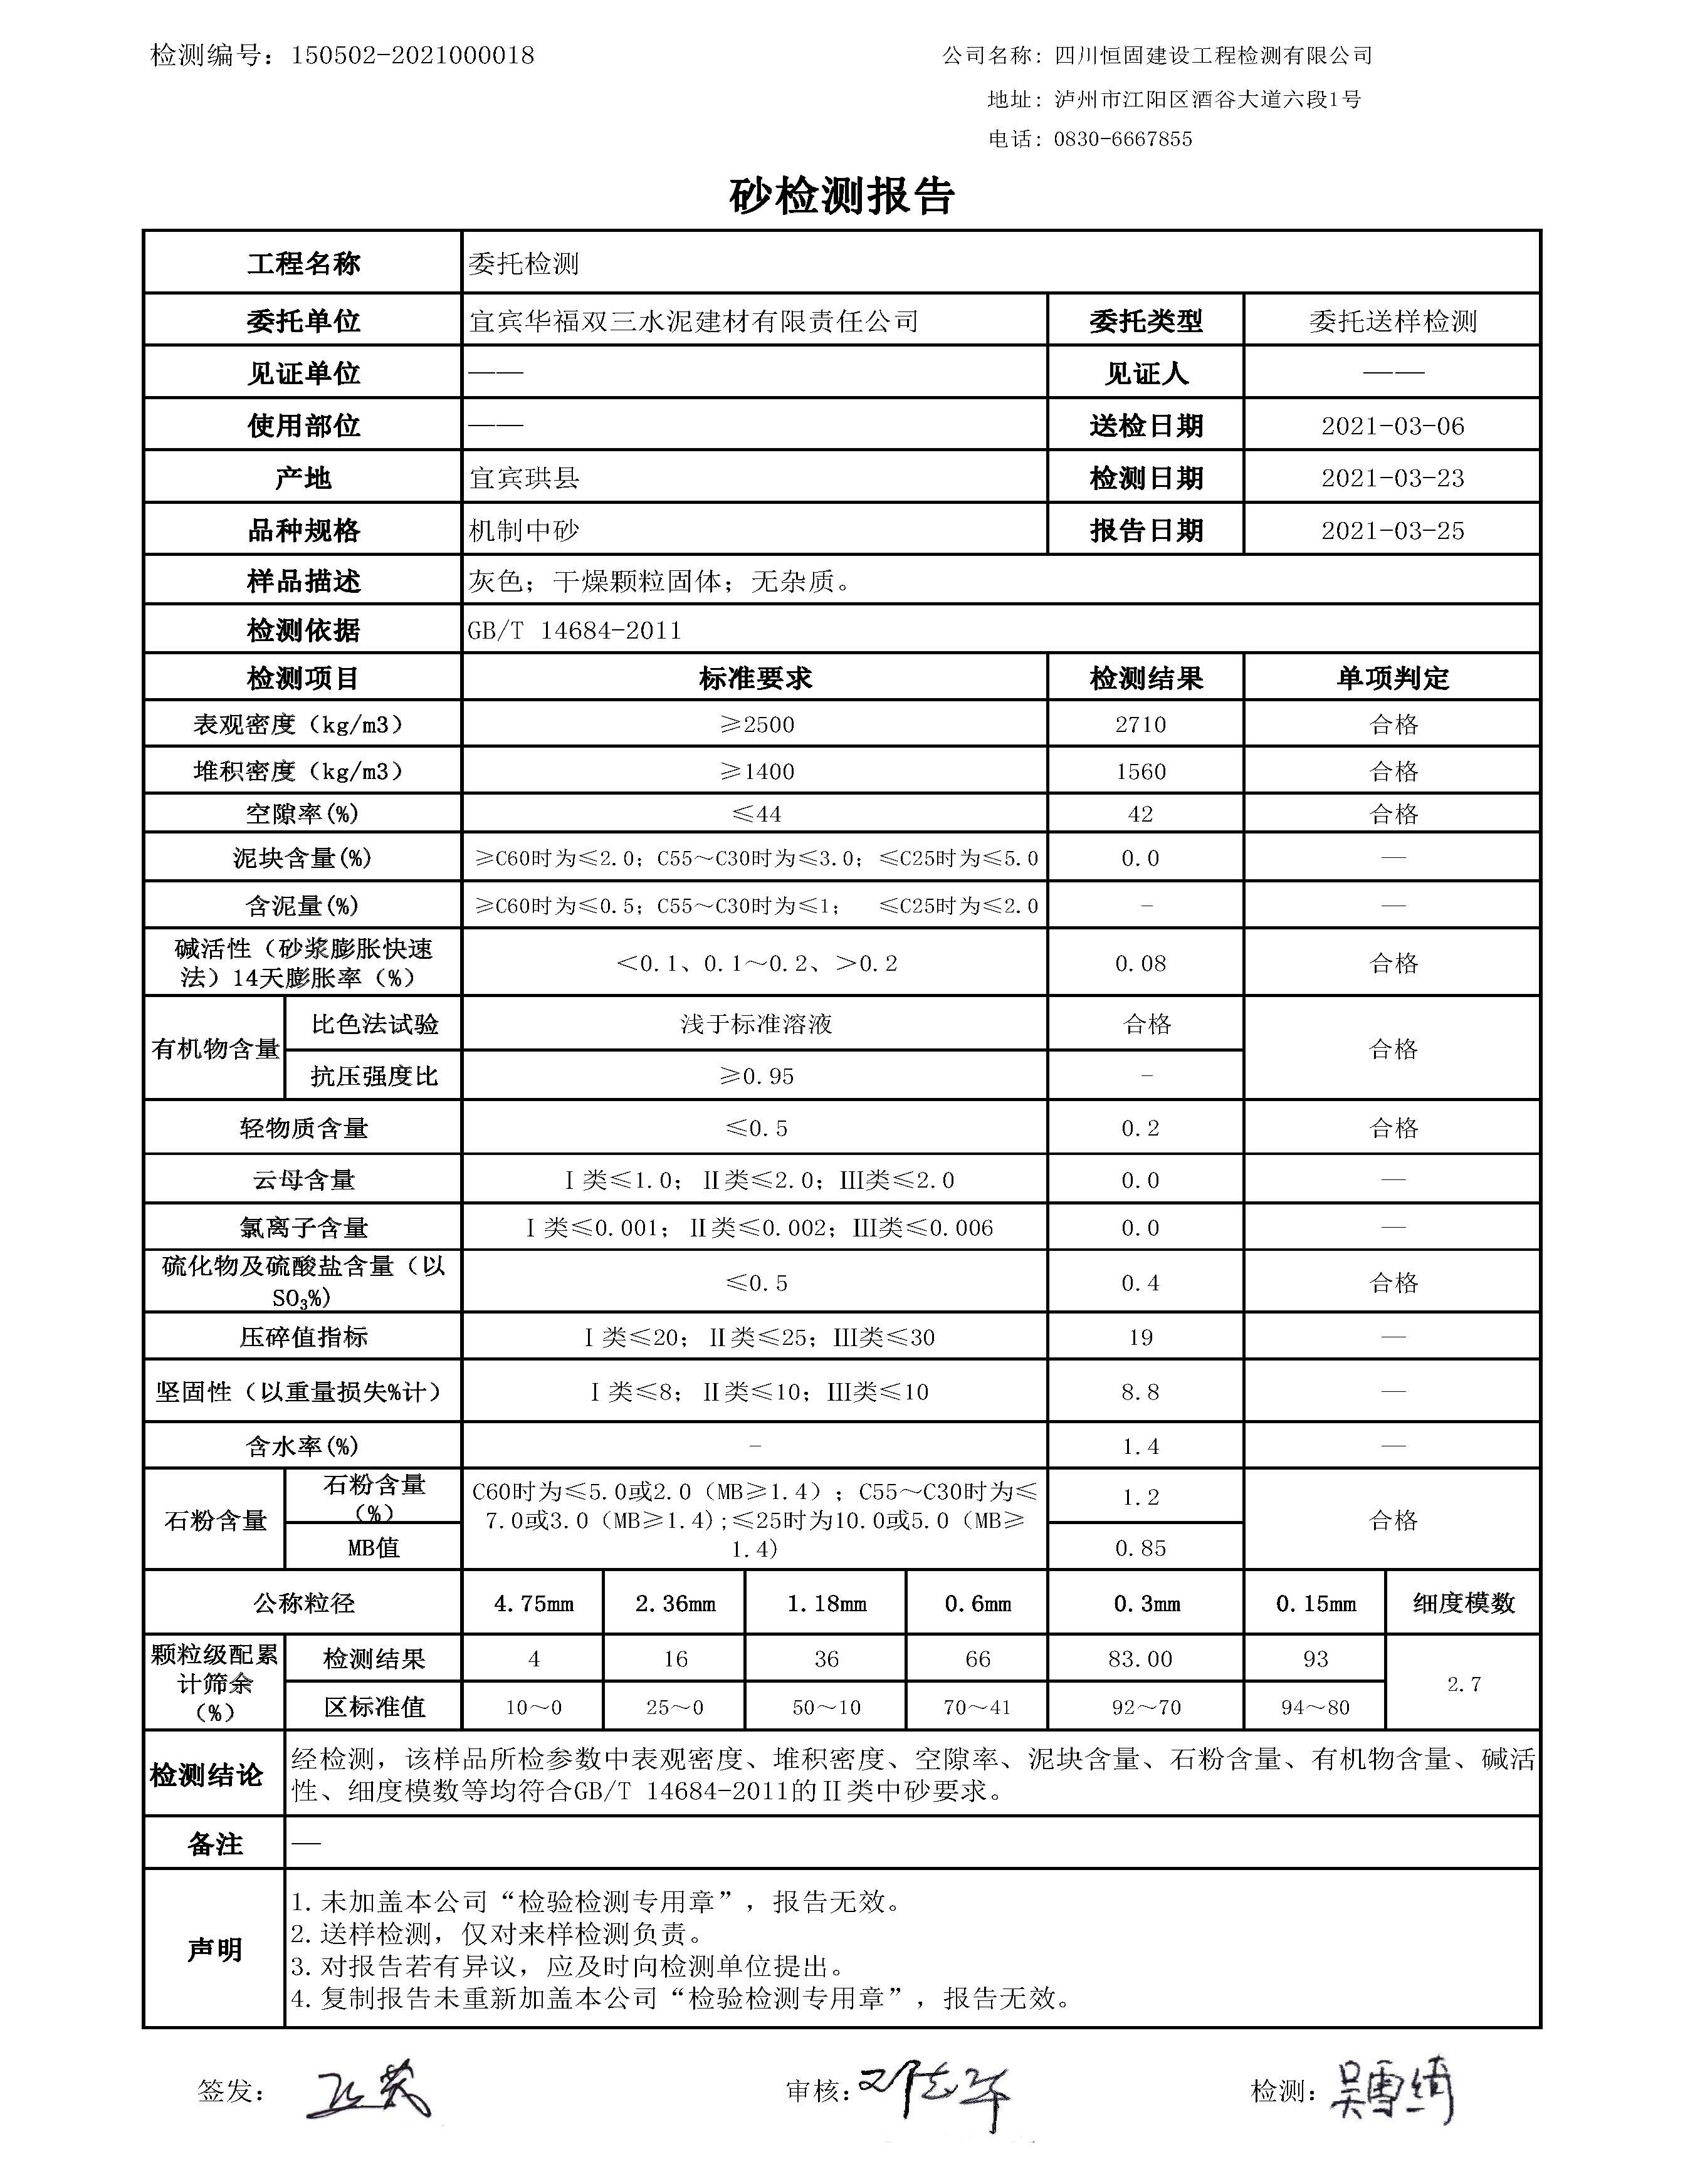 检测编号：150502-2021000018
公司名称：四川恒固建设工程检测有限公司
地址：泸州市江阳区酒谷大道六段1号
电话：0830-6667855
砂检测报告
工程名称 委托检测
委托单位 宜宾华福双三水泥建材有限责任公司 委托类型 委托送样检测
见证单位 —— 见证人 ——
使用部位 —— 送检日期 2021-03-06
产地 宜宾珙县 检测日期 2021-03-23
品种规格 机制中砂 报告日期 2021-03-25
样品描述 灰色；干燥颗粒固体；无杂质。
检测依据 GB/T 14684-2011
检测项目 标准要求 检测结果 单项判定
表观密度（kg/m3） ≥2500 2710 合格
堆积密度（kg/m3） ≥1400 1560 合格
空隙率(%) ≤44 42 合格
泥块含量(%) ≥C60时为≤2.0；C55～C30时为≤3.0；≤C25时为≤5.0 0.0 —
含泥量(%) ≥C60时为≤0.5；C55～C30时为≤1； ≤C25时为≤2.0 - —
碱活性（砂浆膨胀快速
法）14天膨胀率（%） <0.1、0.1～0.2、>0.2 0.08 合格
有机物含量 比色法试验 浅于标准溶液 合格 合格
抗压强度比 ≥0.95 -
轻物质含量 ≤0.5 0.2 合格
云母含量 Ⅰ类≤1.0；Ⅱ类≤2.0；Ⅲ类≤2.0 0.0 —
氯离子含量 Ⅰ类≤0.001；Ⅱ类≤0.002；Ⅲ类≤0.006 0.0 —
硫化物及硫酸盐含量（以
SO₃%) ≤0.5 0.4 合格
压碎值指标 Ⅰ类≤20；Ⅱ类≤25；Ⅲ类≤30 19 —
坚固性（以重量损失%计） Ⅰ类≤8；Ⅱ类≤10；Ⅲ类≤10 8.8 —
含水率(%) - 1.4 —
石粉含量 石粉含量
（%） C60时为≤5.0或2.0（MB≥1.4）；C55～C30时为≤
7.0或3.0（MB≥1.4);≤25时为10.0或5.0（MB≥
1.4) 1.2 合格
MB值 0.85
公称粒径 4.75mm 2.36mm 1.18mm 0.6mm 0.3mm 0.15mm 细度模数
颗粒级配累
计筛余
（%） 检测结果 4 16 36 66 83.00 93 2.7
区标准值 10～0 25～0 50～10 70～41 92～70 94～80
检测结论 经检测，该样品所检参数中表观密度、堆积密度、空隙率、泥块含量、石粉含量、有机物含量、碱活
性、细度模数等均符合GB/T 14684-2011的Ⅱ类中砂要求。
备注 —
声明 1.未加盖本公司“检验检测专用章”，报告无效。
2.送样检测，仅对来样检测负责。
3.对报告若有异议，应及时向检测单位提出。
4.复制报告未重新加盖本公司“检验检测专用章”，报告无效。
签发： 审核： 检测：吴雪绮